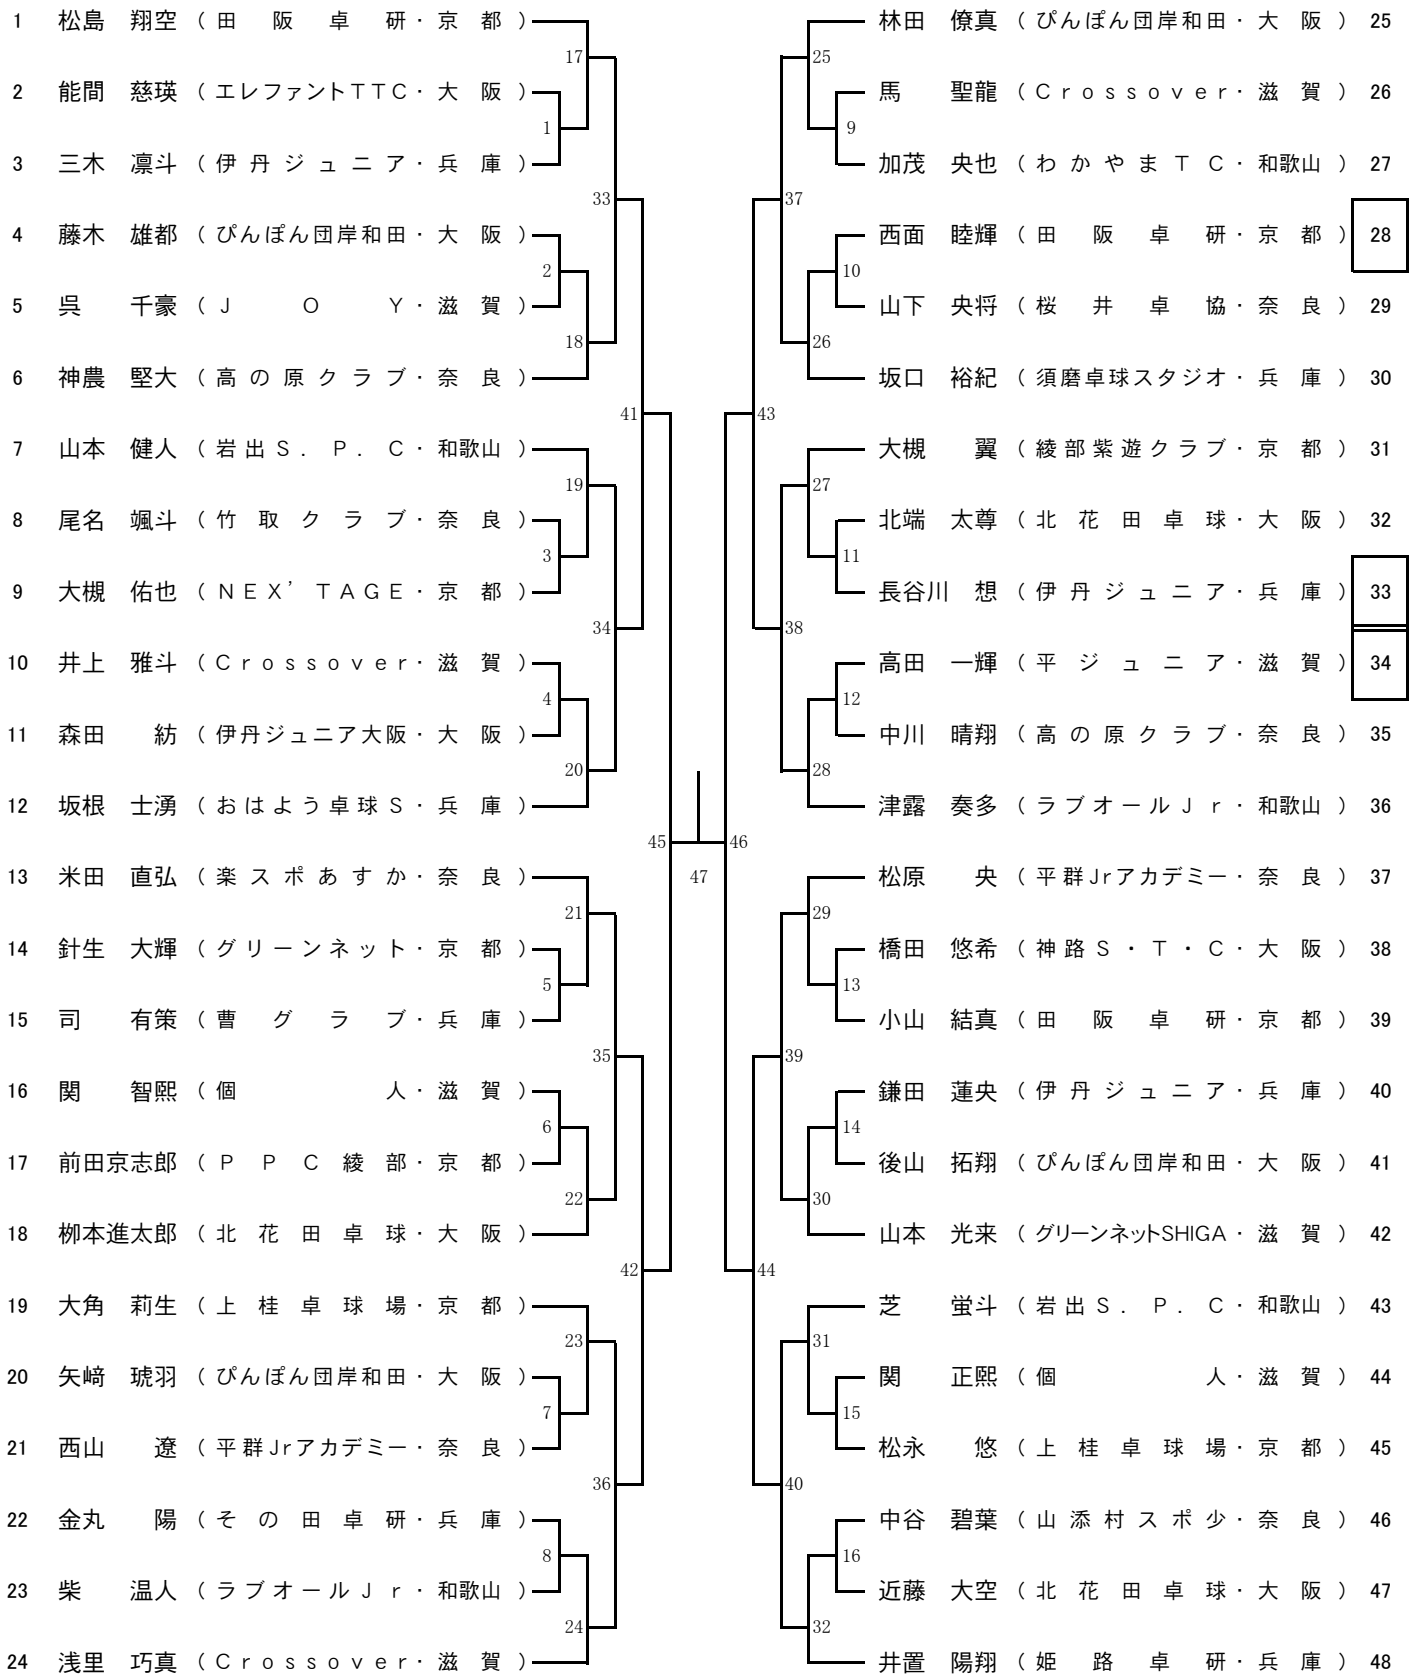 1 松島 翔空 (田阪卓研・京都)
17
2 能間 慈瑛 (エレファントTTC・大阪)
1
3 三木 凛斗 (伊丹ジュニア・兵庫)
33
4 藤木 雄都 (ぴんぽん団岸和田・大阪)
2
5 呉 千豪 (JOY・滋賀)
18
6 神農 堅大 (高の原クラブ・奈良)
41
7 山本 健人 (岩出S.P.C・和歌山)
19
8 尾名 颯斗 (竹取クラブ・奈良)
3
9 大槻 佑也 (NEX'TAGE・京都)
34
10 井上 雅斗 (Crossover・滋賀)
4
11 森田 紡 (伊丹ジュニア大阪・大阪)
20
12 坂根 士湧 (おはよう卓球S・兵庫)
45
13 米田 直弘 (楽スポあすか・奈良)
21
14 針生 大輝 (グリーンネット・京都)
5
15 司 有策 (曹グラブ・兵庫)
35
16 関 智熙 (個人・滋賀)
6
17 前田京志郎 (PPC綾部・京都)
22
18 栁本進太郎 (北花田卓球・大阪)
42
19 大角 莉生 (上桂卓球場・京都)
23
20 矢﨑 琥羽 (ぴんぽん団岸和田・大阪)
7
21 西山 遼 (平群Jrアカデミー・奈良)
36
22 金丸 陽 (その田卓研・兵庫)
8
23 柴 温人 (ラブオールJr・和歌山)
24
24 浅里 巧真 (Crossover・滋賀)
47
林田 僚真 (ぴんぽん団岸和田・大阪) 25
25
馬 聖龍 (Crossover・滋賀) 26
9
加茂 央也 (わかやまTC・和歌山) 27
37
西面 睦輝 (田阪卓研・京都) 28
10
山下 央将 (桜井卓協・奈良) 29
26
坂口 裕紀 (須磨卓球スタジオ・兵庫) 30
43
大槻 翼 (綾部紫遊クラブ・京都) 31
27
北端 太尊 (北花田卓球・大阪) 32
11
長谷川 想 (伊丹ジュニア・兵庫) 33
38
高田 一輝 (平ジュニア・滋賀) 34
12
中川 晴翔 (高の原クラブ・奈良) 35
28
津露 奏多 (ラブオールJr・和歌山) 36
46
松原 央 (平群Jrアカデミー・奈良) 37
29
橋田 悠希 (神路S・T・C・大阪) 38
13
小山 結真 (田阪卓研・京都) 39
39
鎌田 蓮央 (伊丹ジュニア・兵庫) 40
14
後山 拓翔 (ぴんぽん団岸和田・大阪) 41
30
山本 光来 (グリーンネットSHIGA・滋賀) 42
44
芝 蛍斗 (岩出S.P.C・和歌山) 43
31
関 正熙 (個人・滋賀) 44
15
松永 悠 (上桂卓球場・京都) 45
40
中谷 碧葉 (山添村スポ少・奈良) 46
16
近藤 大空 (北花田卓球・大阪) 47
32
井置 陽翔 (姫路卓研・兵庫) 48